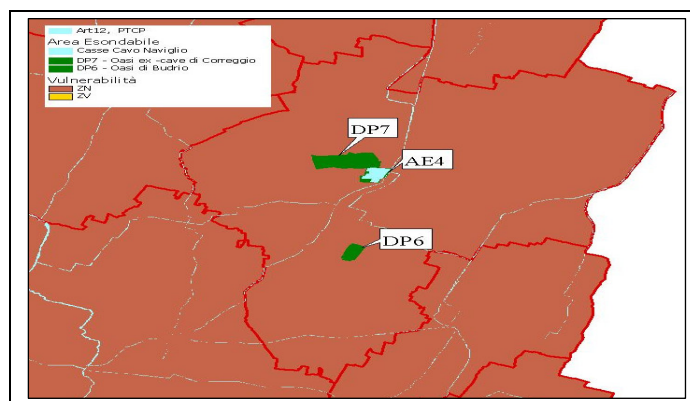 Art12, PTCP
Area Esondabile
Casse Cavo Naviglio
DP7 - Oasi ex -cave di Correggio
DP6 - Oasi di Budrio
Vulnerabilità
ZN
ZV
DP7
AE4
DP6